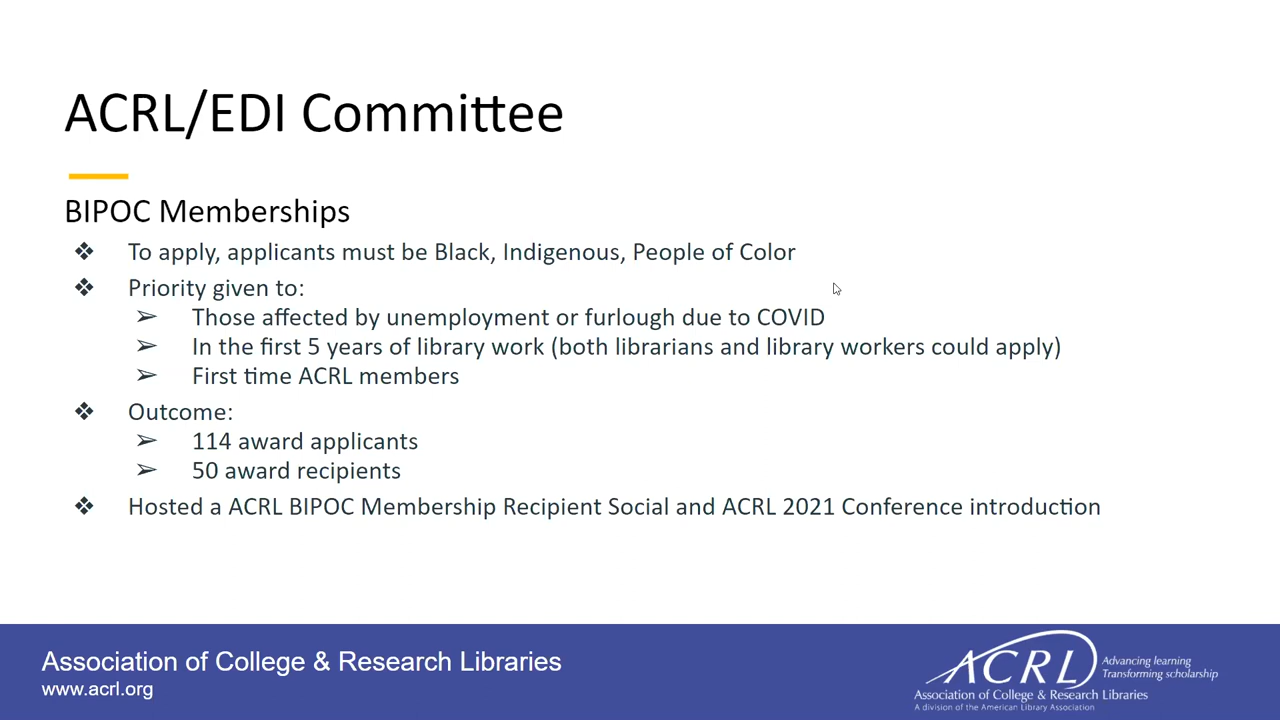 ACRL/EDI Committee
BIPOC Memberships
❖ To apply, applicants must be Black, Indigenous, People of Color
❖ Priority given to:
➢ Those affected by unemployment or furlough due to COVID
➢ In the first 5 years of library work (both librarians and library workers could apply)
➢ First time ACRL members
❖ Outcome:
➢ 114 award applicants
➢ 50 award recipients
❖ Hosted a ACRL BIPOC Membership Recipient Social and ACRL 2021 Conference introduction
Association of College & Research Libraries
www.acrl.org
ACRL
Advancing learning
Transforming scholarship
Association of College & Research Libraries
A division of the American Library Association